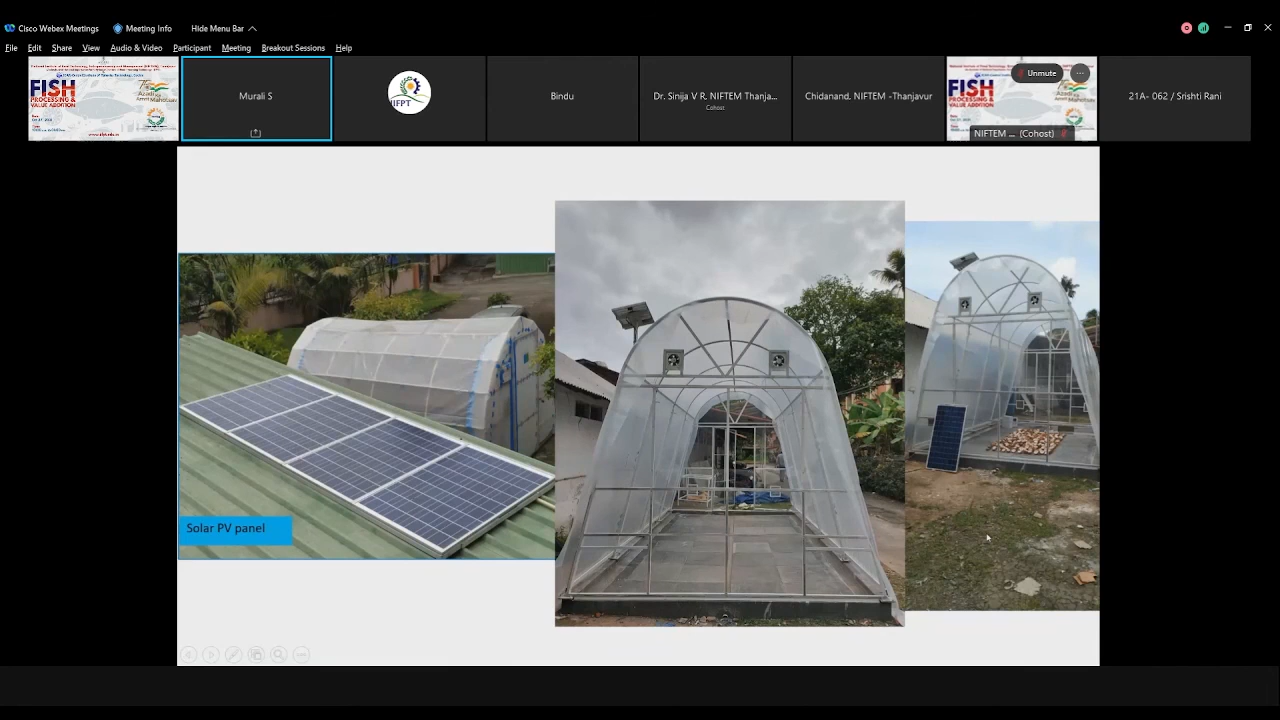 Cisco Webex Meetings
Meeting Info
Hide Menu Bar
File Edit Share View Audio & Video Participant Meeting Breakout Sessions Help
FISH
PROCESSING &
VALUE ADDITION
Murali S
IIFPT
Bindu
Dr. Sinija V R, NIFTEM Thanja...
Cohost
Chidanand. NIFTEM -Thanjavur
Unmute
FISH
PROCESSING &
VALUE ADDITION
NIFTEM ... (Cohost)
21A- 062 / Srishti Rani
Solar PV panel